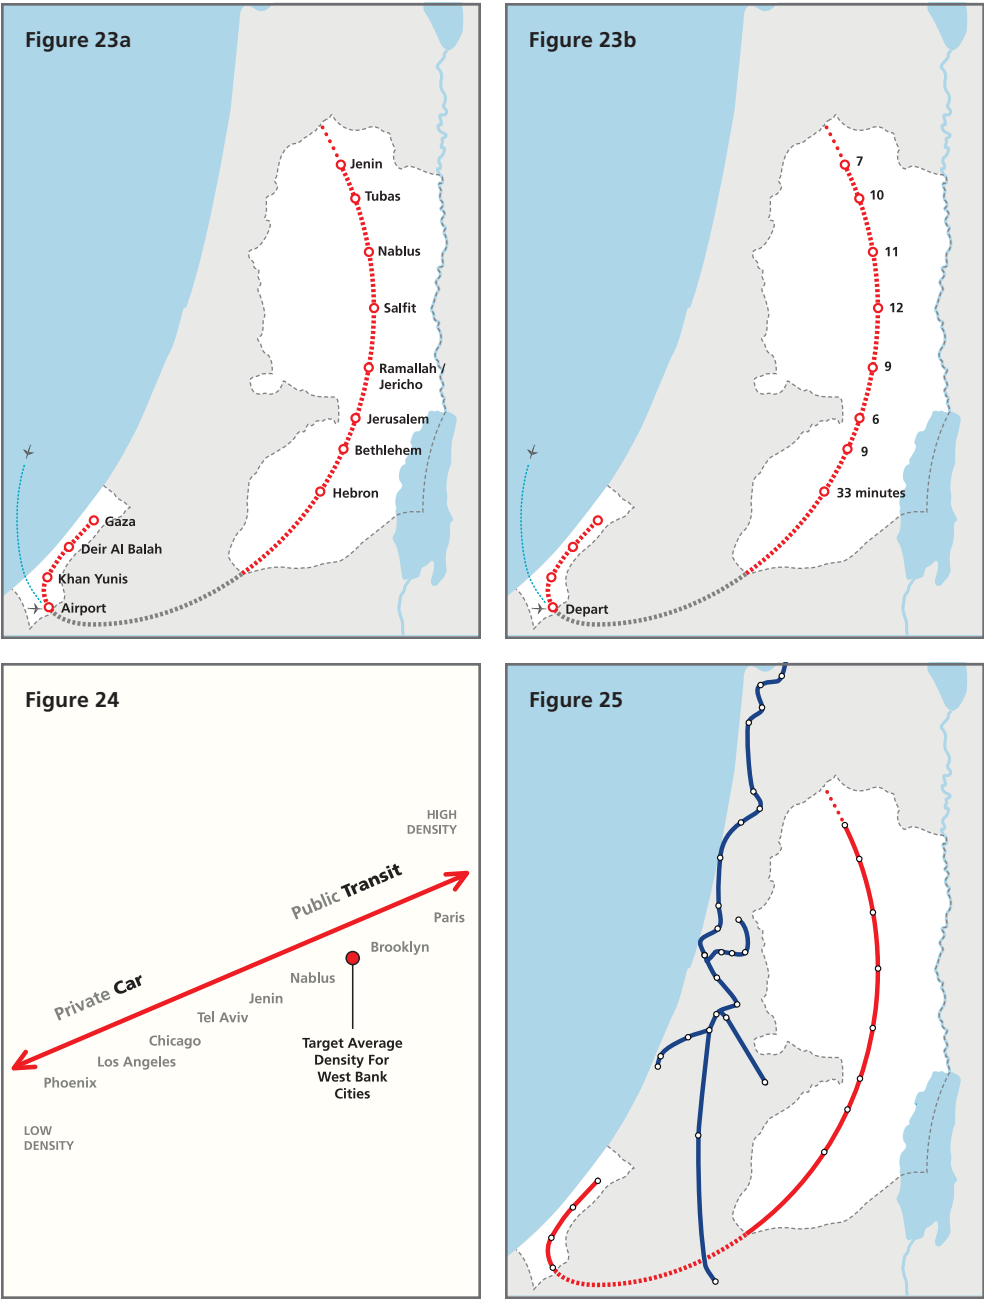 Figure 23a
Jenin
Tubas
Nablus
Salfit
Ramallah /
Jericho
Jerusalem
Bethlehem
Hebron
Gaza
Deir Al Balah
Khan Yunis
Airport
Figure 23b
7
10
11
12
9
6
9
33 minutes
Depart
Figure 24
HIGH
DENSITY
Public Transit
Paris
Brooklyn
Nablus
Private Car
Jenin
Tel Aviv
Chicago
Los Angeles
Phoenix
Target Average
Density For
West Bank
Cities
LOW
DENSITY
Figure 25